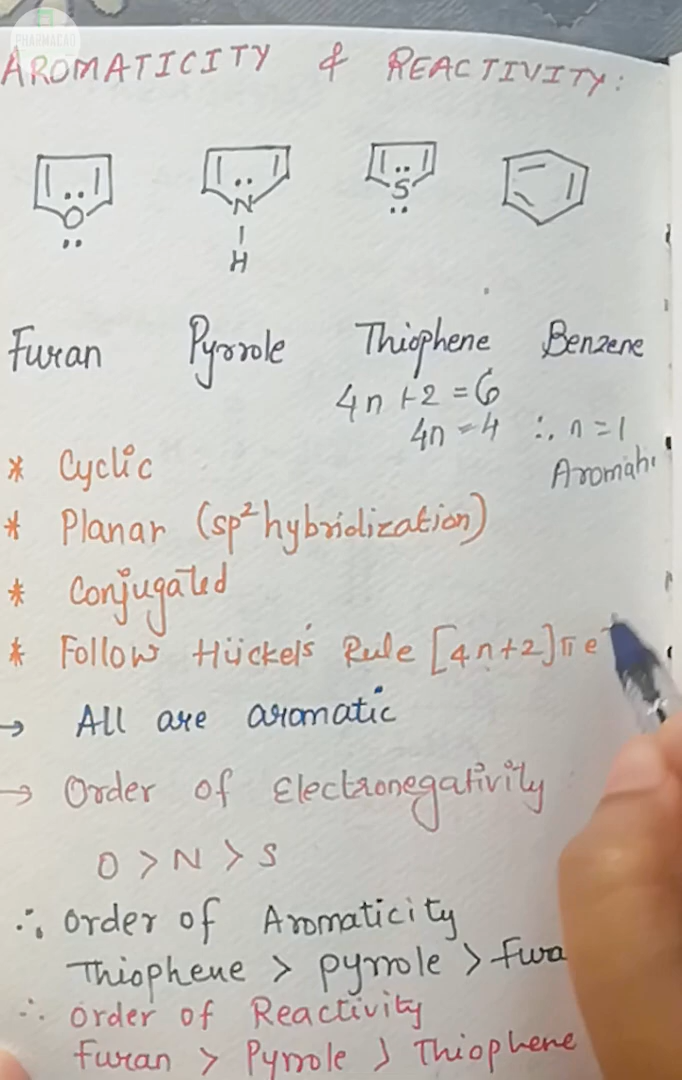 PHARMACAD
AROMATICITY & REACTIVITY:
O N S
H
Furan Pyrrole Thiophene Benzene
4n+2=6
4n=4 ∴ n=1
Aromati
* Cyclic
* Planar (sp² hybridization)
* Conjugated
* Follow Hückel's Rule [4n+2]π e⁻
→ All are aromatic
→ Order of Electronegativity
O > N > S
∴ Order of Aromaticity
Thiophene > Pyrrole > Fura
∴ Order of Reactivity
Furan > Pyrrole > Thiophene